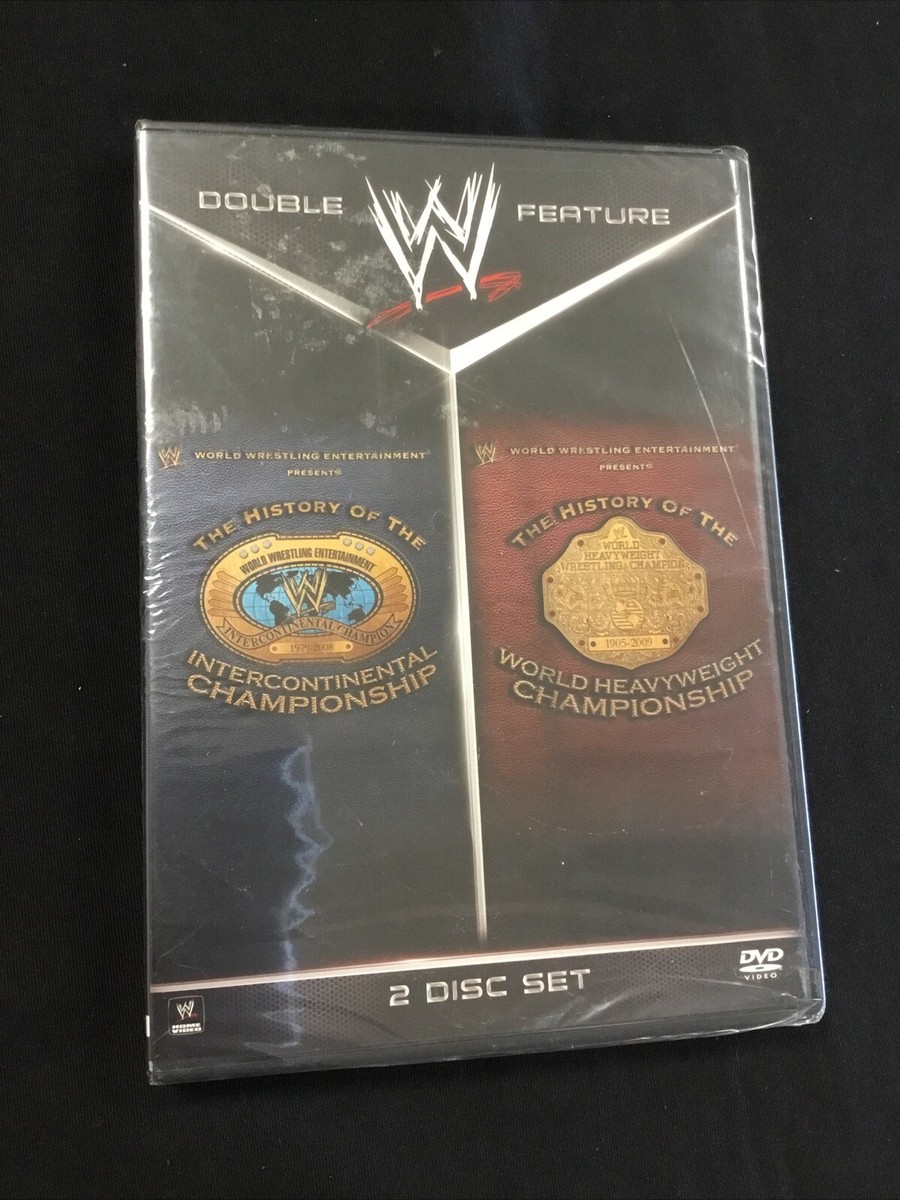 DOUBLE W FEATURE
W WORLD WRESTLING ENTERTAINMENT
PRESENTS
THE HISTORY OF THE
WORLD WRESTLING ENTERTAINMENT
W
INTERCONTINENTAL CHAMPION
1979-2008
INTERCONTINENTAL
CHAMPIONSHIP
W WORLD WRESTLING ENTERTAINMENT
PRESENTS
THE HISTORY OF THE
W
WORLD
HEAVYWEIGHT
WRESTLING CHAMPION
1905-2009
WORLD HEAVYWEIGHT
CHAMPIONSHIP
2 DISC SET
DVD
VIDEO
W
HOME
VIDEO